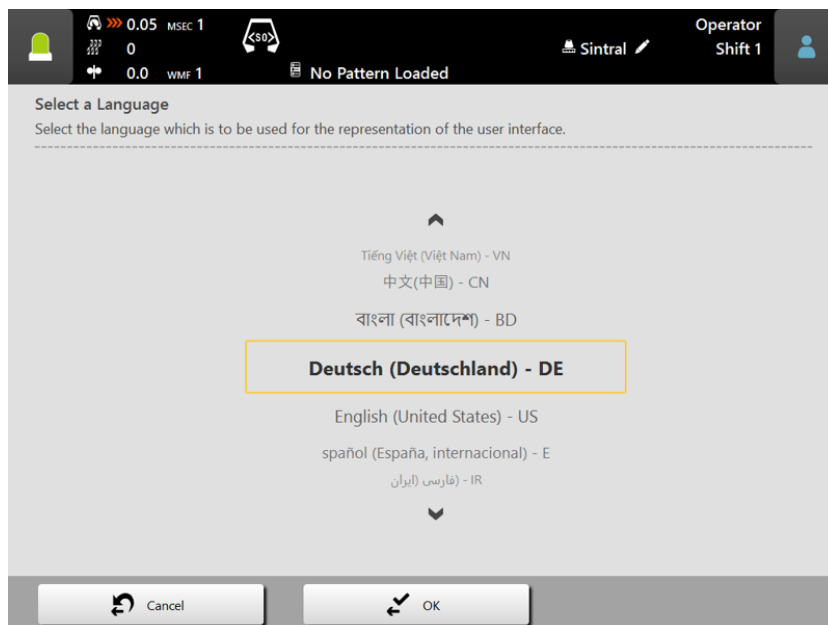 0.05 MSEC 1
Operator
0
<S0>
Sintral
Shift 1
0.0 WMF 1
No Pattern Loaded
Select a Language
Select the language which is to be used for the representation of the user interface.
Tiếng Việt (Việt Nam) - VN
中文(中国) - CN
বাংলা (বাংলাদেশ) - BD
Deutsch (Deutschland) - DE
English (United States) - US
spañol (España, internacional) - E
فارسی (ایران) - IR
Cancel
OK